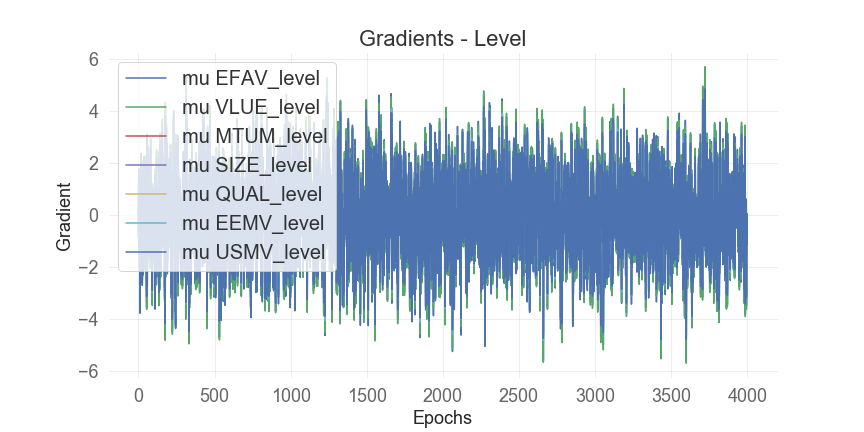 Gradients - Level
6
4
2
0
−2
−4
−6
Gradient
mu EFAV_level
mu VLUE_level
mu MTUM_level
mu SIZE_level
mu QUAL_level
mu EEMV_level
mu USMV_level
0 500 1000 1500 2000 2500 3000 3500 4000
Epochs